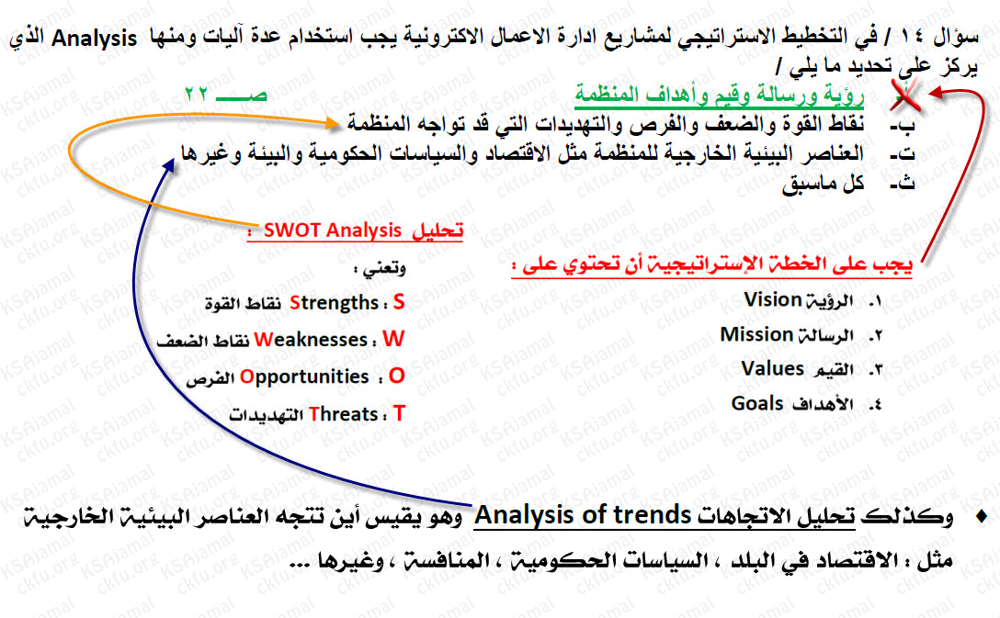 سؤال ١٤ / في التخطيط الاستراتيجي لمشاريع ادارة الاعمال الاكترونية يجب استخدام عدة آليات ومنها Analysis الذي
يركز على تحديد ما يلي /
أ- رؤية ورسالة وقيم وأهداف المنظمة صـــــ ٢٢
ب- نقاط القوة والضعف والفرص والتهديدات التي قد تواجه المنظمة
ت- العناصر البيئية الخارجية للمنظمة مثل الاقتصاد والسياسات الحكومية والبيئة وغيرها
ث- كل ماسبق
يجب على الخطة الإستراتيجية أن تحتوي على :
١. الرؤية Vision
٢. الرسالة Mission
٣. القيم Values
٤. الأهداف Goals
تحليل SWOT Analysis :
وتعني :
S : Strengths نقاط القوة
W : Weaknesses نقاط الضعف
O : Opportunities الفرص
T : Threats التهديدات
♦ وكذلك تحليل الاتجاهات Analysis of trends وهو يقيس أين تتجه العناصر البيئية الخارجية
مثل : الاقتصاد في البلد ، السياسات الحكومية ، المنافسة ، وغيرها ...
KSAjamal
ckfu.org